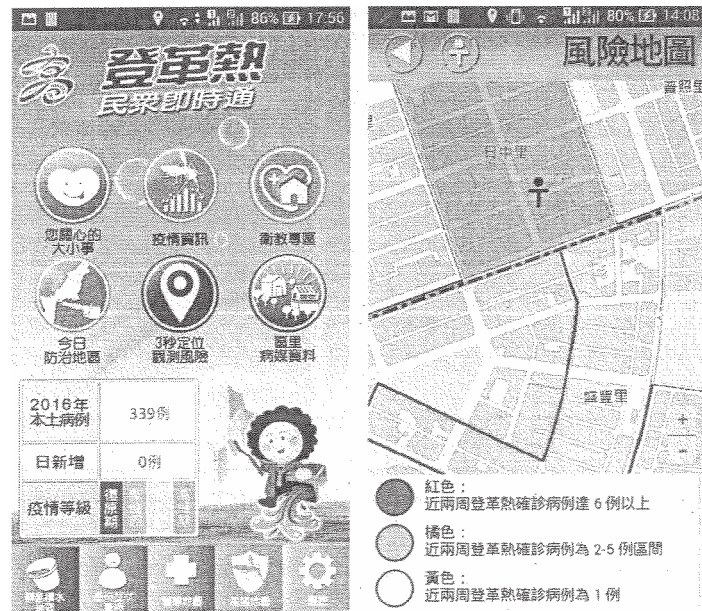 86% 17:56
登革熱
民眾即時通
您關心的
大小事
疫情資訊
衛教專區
今日
防治地區
3秒定位
觀測風險
區里
病媒資料
2016年
本土病例
339例
日新增
0例
疫情等級
80% 14:08
風險地圖
盛豐里
+
-
紅色：
近兩周登革熱確診病例達 6 例以上
橘色：
近兩周登革熱確診病例為 2-5 例區間
黃色：
近兩周登革熱確診病例為 1 例